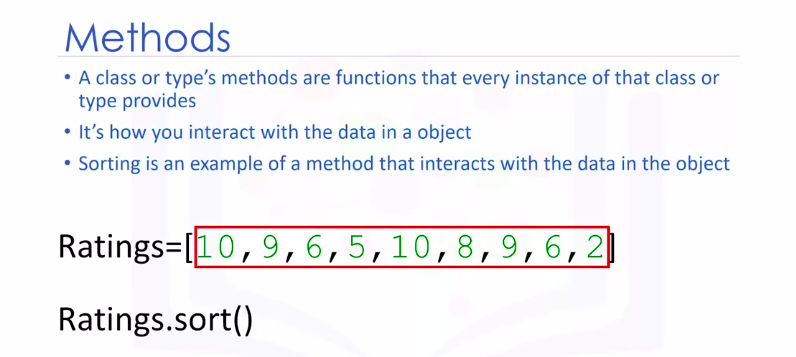 Methods
• A class or type's methods are functions that every instance of that class or
type provides
• It's how you interact with the data in a object
• Sorting is an example of a method that interacts with the data in the object
Ratings=[10,9,6,5,10,8,9,6,2]
Ratings.sort()